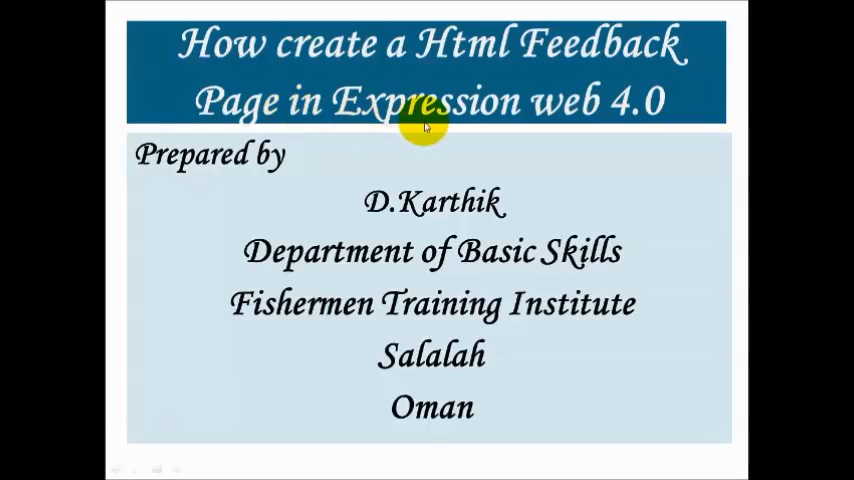 How create a Html Feedback
Page in Expression web 4.0
Prepared by
D.Karthik
Department of Basic Skills
Fishermen Training Institute
Salalah
Oman